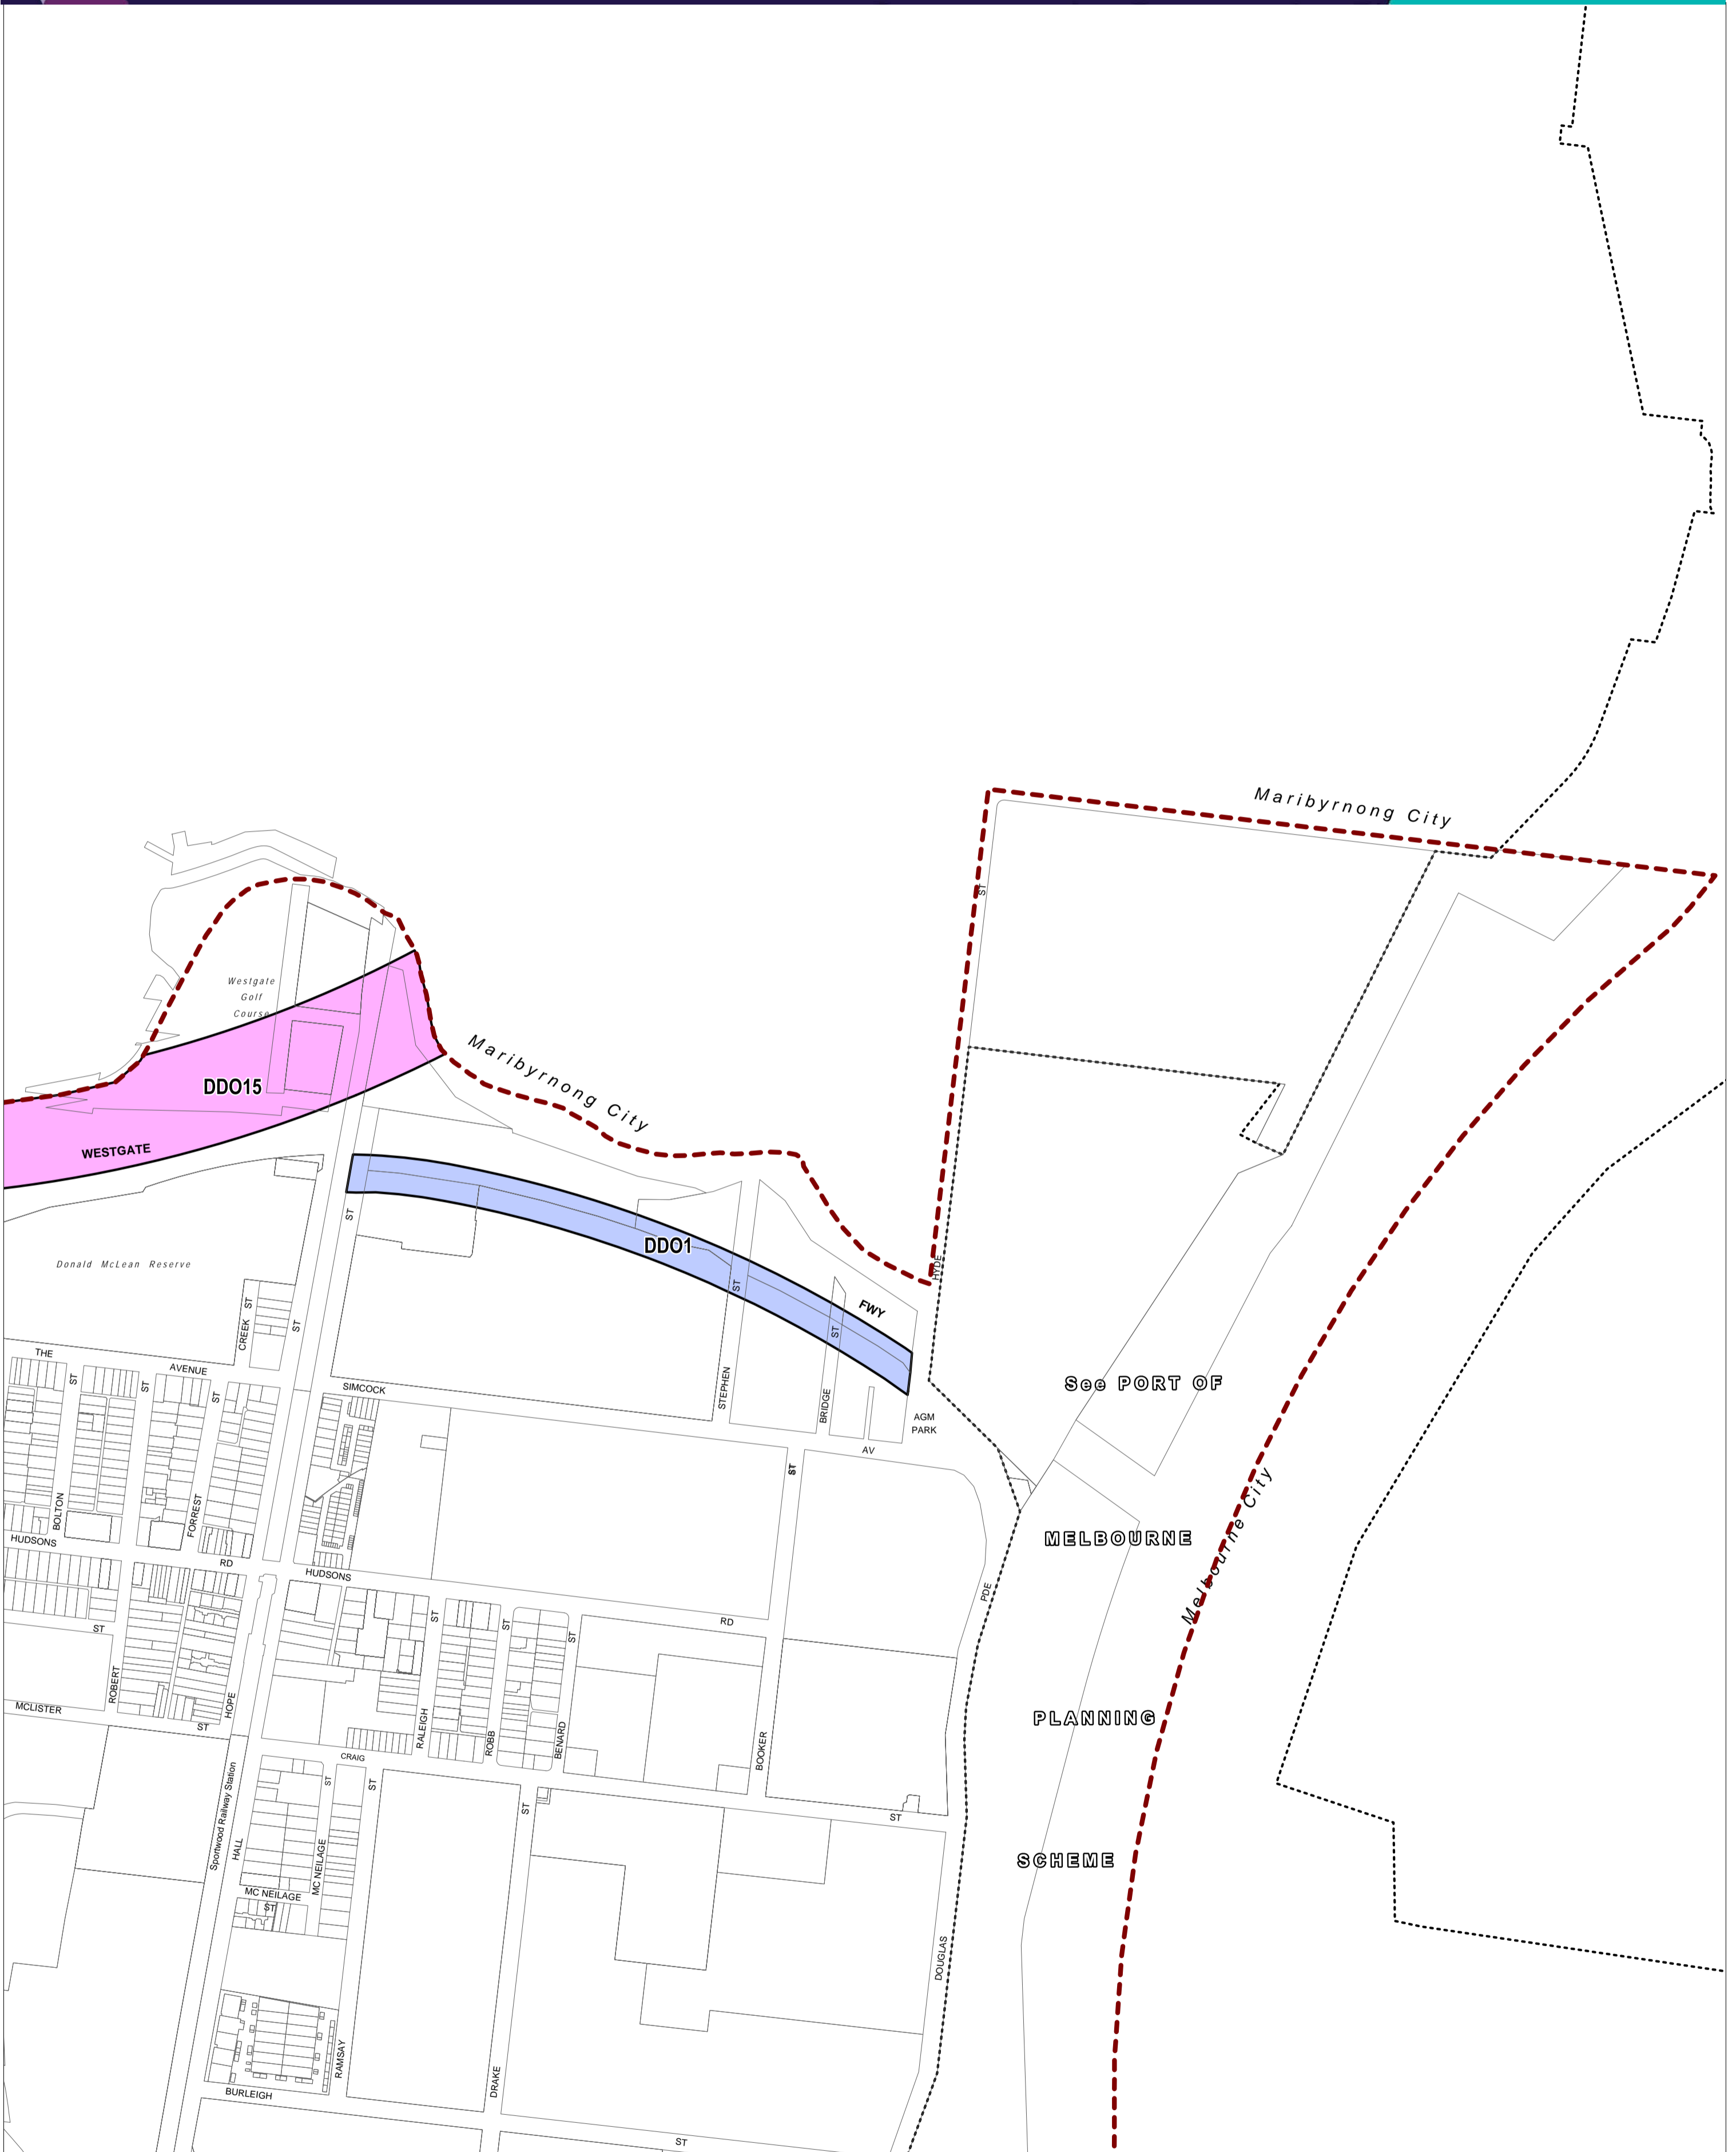 Maribyrnong City
ST
Westgate
Golf
Course
Maribyrnong City
DDO15
WESTGATE
ST
DDO1
HYDE
Donald McLean Reserve
ST
FWY
ST
CREEK ST
ST
THE
AVENUE
ST
ST
ST
SIMCOCK
STEPHEN
BRIDGE
See PORT OF
AGM
PARK
AV
ST
BOLTON
FORREST
Melbourne City
MELBOURNE
HUDSONS
RD
HUDSONS
PDE
ST
RD
ST
ST
ST
ROBERT
HOPE
MCLISTER
ST
RALEIGH
ROBB
BENARD
BOOKER
PLANNING
CRAIG
ST
ST
ST
ST
Sportwood Railway Station
HALL
MC NEILAGE
SCHEME
MC NEILAGE
ST
DOUGLAS
RAMSAY
DRAKE
BURLEIGH
ST